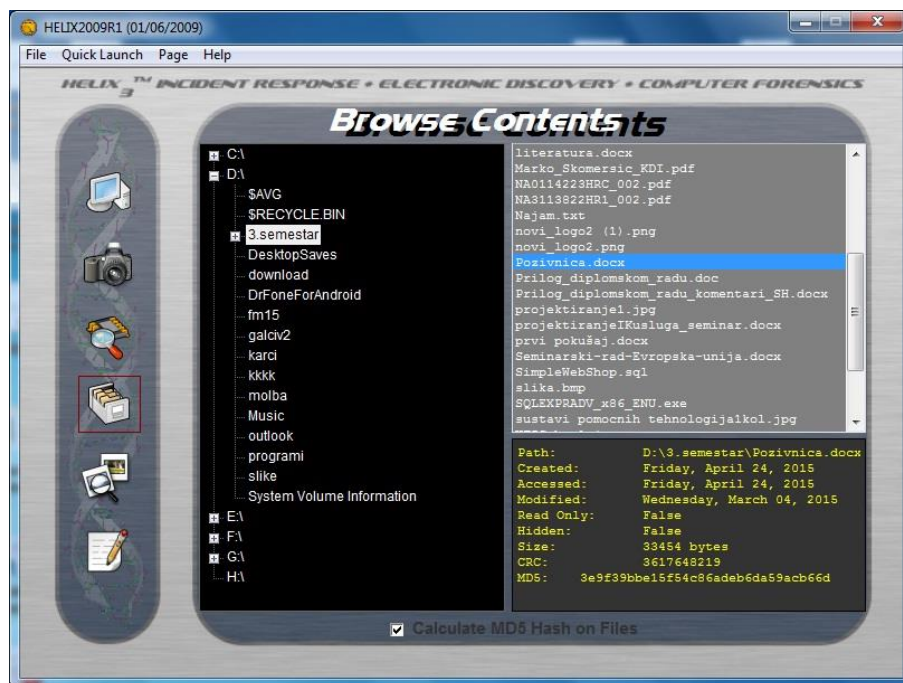 HELIX2009R1 (01/06/2009)
File Quick Launch Page Help
HELIX 3 ™ INCIDENT RESPONSE • ELECTRONIC DISCOVERY • COMPUTER FORENSICS
Browse Contents
C:\
D:\
$AVG
$RECYCLE.BIN
3.semestar
DesktopSaves
download
DrFoneForAndroid
fm15
galciv2
karci
kkkk
molba
Music
outlook
programi
slike
System Volume Information
E:\
F:\
G:\
H:\
literatura.docx
Marko_Skomersic_KDI.pdf
NA0114223HRC_002.pdf
NA3113822HR1_002.pdf
Najam.txt
novi_logo2 (1).png
novi_logo2.png
Pozivnica.docx
Prilog_diplomskom_radu.doc
Prilog_diplomskom_radu_komentari_SH.docx
projektiranje1.jpg
projektiranjeIKusluga_seminar.docx
prvi pokušaj.docx
Seminarski-rad-Evropska-unija.docx
SimpleWebShop.sql
slika.bmp
SQLEXPRADV_x86_ENU.exe
sustavi pomocnih tehnologija1kol.jpg
Path: D:\3.semestar\Pozivnica.docx
Created: Friday, April 24, 2015
Accessed: Friday, April 24, 2015
Modified: Wednesday, March 04, 2015
Read Only: False
Hidden: False
Size: 33454 bytes
CRC: 3617648219
MD5: 3e9f39bbe15f54c86adeb6da59acb66d
Calculate MD5 Hash on Files